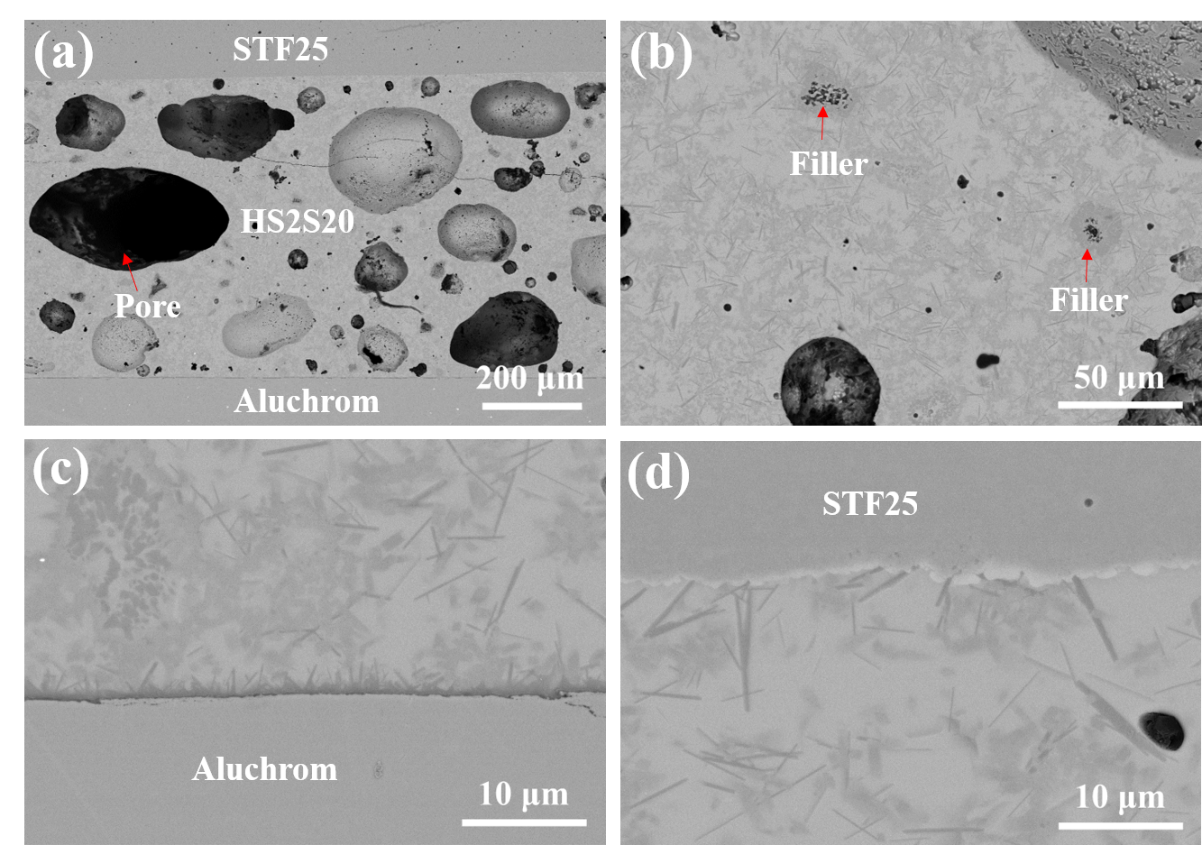 (a)
STF25
HS2S20
Pore
200 μm
Aluchrom
(b)
Filler
Filler
50 μm
(c)
Aluchrom
10 μm
(d)
STF25
10 μm